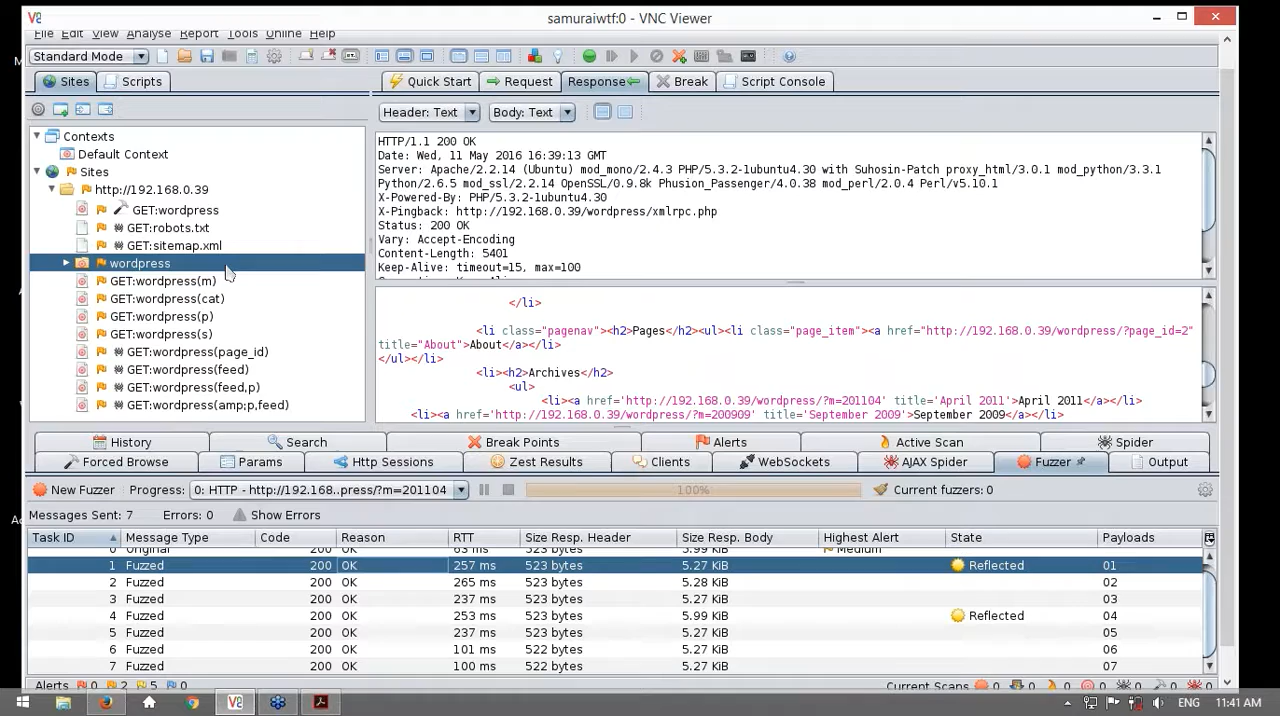 samuraiwtf:0 - VNC Viewer
File Edit View Analyse Report Tools Online Help
Standard Mode
Sites Scripts
Quick Start Request Response Break Script Console
Header: Text Body: Text
Contexts
Default Context
Sites
http://192.168.0.39
GET:wordpress
GET:robots.txt
GET:sitemap.xml
wordpress
GET:wordpress(m)
GET:wordpress(cat)
GET:wordpress(p)
GET:wordpress(s)
GET:wordpress(page_id)
GET:wordpress(feed)
GET:wordpress(feed,p)
GET:wordpress(amp;p,feed)
HTTP/1.1 200 OK
Date: Wed, 11 May 2016 16:39:13 GMT
Server: Apache/2.2.14 (Ubuntu) mod_mono/2.4.3 PHP/5.3.2-1ubuntu4.30 with Suhosin-Patch proxy_html/3.0.1 mod_python/3.3.1
Python/2.6.5 mod_ssl/2.2.14 OpenSSL/0.9.8k Phusion_Passenger/4.0.38 mod_perl/2.0.4 Perl/v5.10.1
X-Powered-By: PHP/5.3.2-1ubuntu4.30
X-Pingback: http://192.168.0.39/wordpress/xmlrpc.php
Status: 200 OK
Vary: Accept-Encoding
Content-Length: 5401
Keep-Alive: timeout=15, max=100
</li>
<li class="pagenav"><h2>Pages</h2><ul><li class="page_item"><a href="http://192.168.0.39/wordpress/?page_id=2"
title="About">About</a></li>
</ul></li>
<li><h2>Archives</h2>
<ul>
<li><a href='http://192.168.0.39/wordpress/?m=201104' title='April 2011'>April 2011</a></li>
<li><a href='http://192.168.0.39/wordpress/?m=200909' title='September 2009'>September 2009</a></li>
History Search Break Points Alerts Active Scan Spider
Forced Browse Params Http Sessions Zest Results Clients WebSockets AJAX Spider Fuzzer Output
New Fuzzer Progress: 0: HTTP - http://192.168..press/?m=201104 100% Current fuzzers: 0
Messages Sent: 7 Errors: 0 Show Errors
Task ID Message Type Code Reason RTT Size Resp. Header Size Resp. Body Highest Alert State Payloads
0 Original 200 OK 63 ms 523 bytes 5.99 KiB Medium
1 Fuzzed 200 OK 257 ms 523 bytes 5.27 KiB Reflected 01
2 Fuzzed 200 OK 265 ms 523 bytes 5.28 KiB 02
3 Fuzzed 200 OK 237 ms 523 bytes 5.27 KiB 03
4 Fuzzed 200 OK 253 ms 523 bytes 5.99 KiB Reflected 04
5 Fuzzed 200 OK 237 ms 523 bytes 5.27 KiB 05
6 Fuzzed 200 OK 101 ms 522 bytes 5.27 KiB 06
7 Fuzzed 200 OK 100 ms 522 bytes 5.27 KiB 07
Alerts 0 2 5 0 Current Scans 0 0 0 0 0 0 0
ENG 11:41 AM